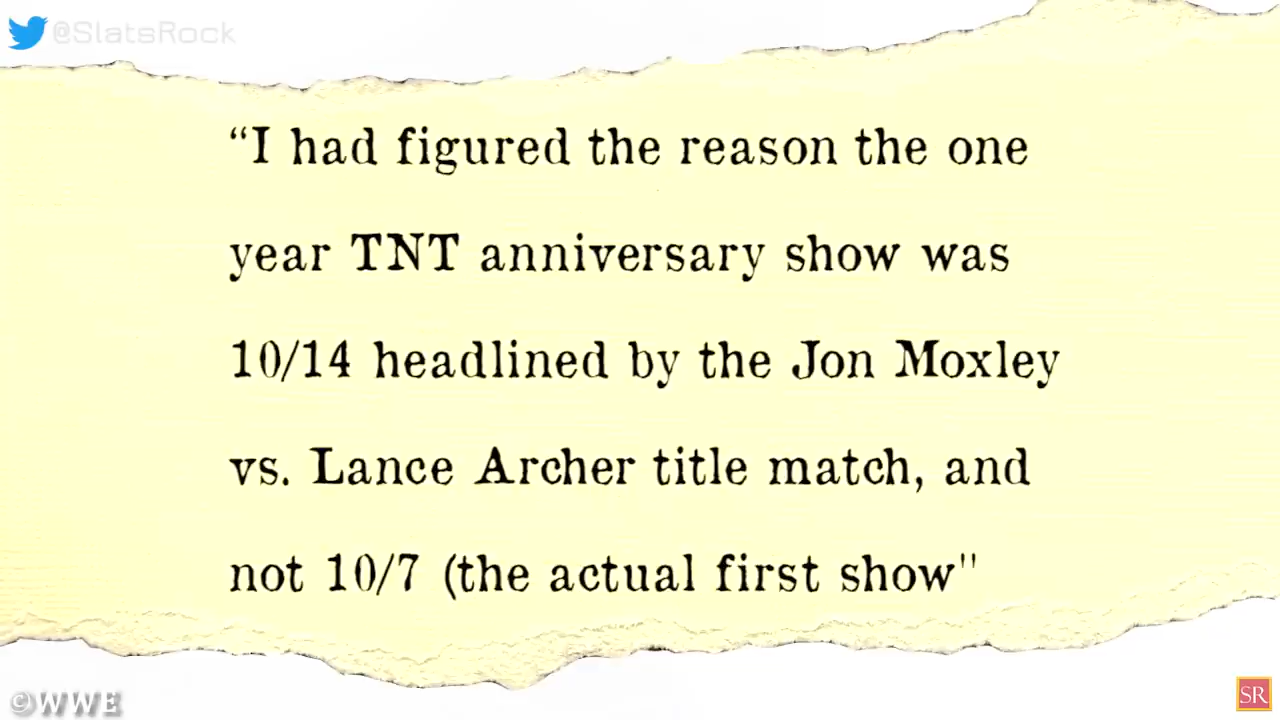 @SlatsRock
“I had figured the reason the one
year TNT anniversary show was
10/14 headlined by the Jon Moxley
vs. Lance Archer title match, and
not 10/7 (the actual first show"
©WWE
SR